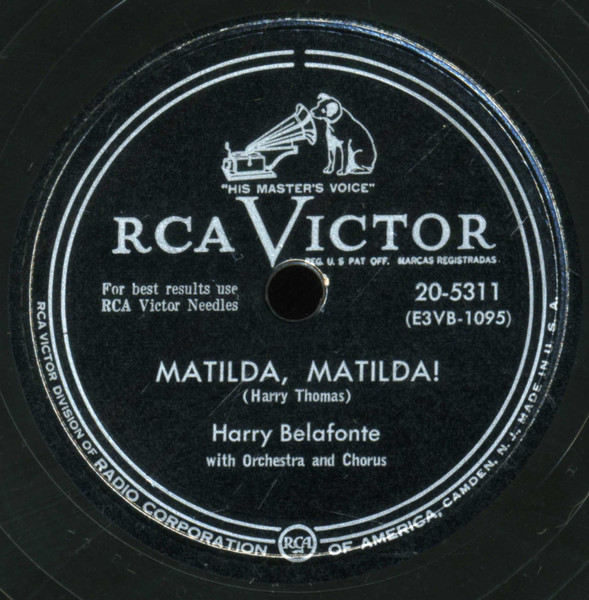 "HIS MASTER'S VOICE"
RCA VICTOR
REG. U. S PAT OFF. MARCAS REGISTRADAS
For best results use
RCA Victor Needles
20-5311
(E3VB-1095)
MATILDA, MATILDA!
(Harry Thomas)
Harry Belafonte
with Orchestra and Chorus
RCA VICTOR DIVISION OF RADIO CORPORATION OF AMERICA, CAMDEN, N. J., MADE IN U. S. A.
RCA